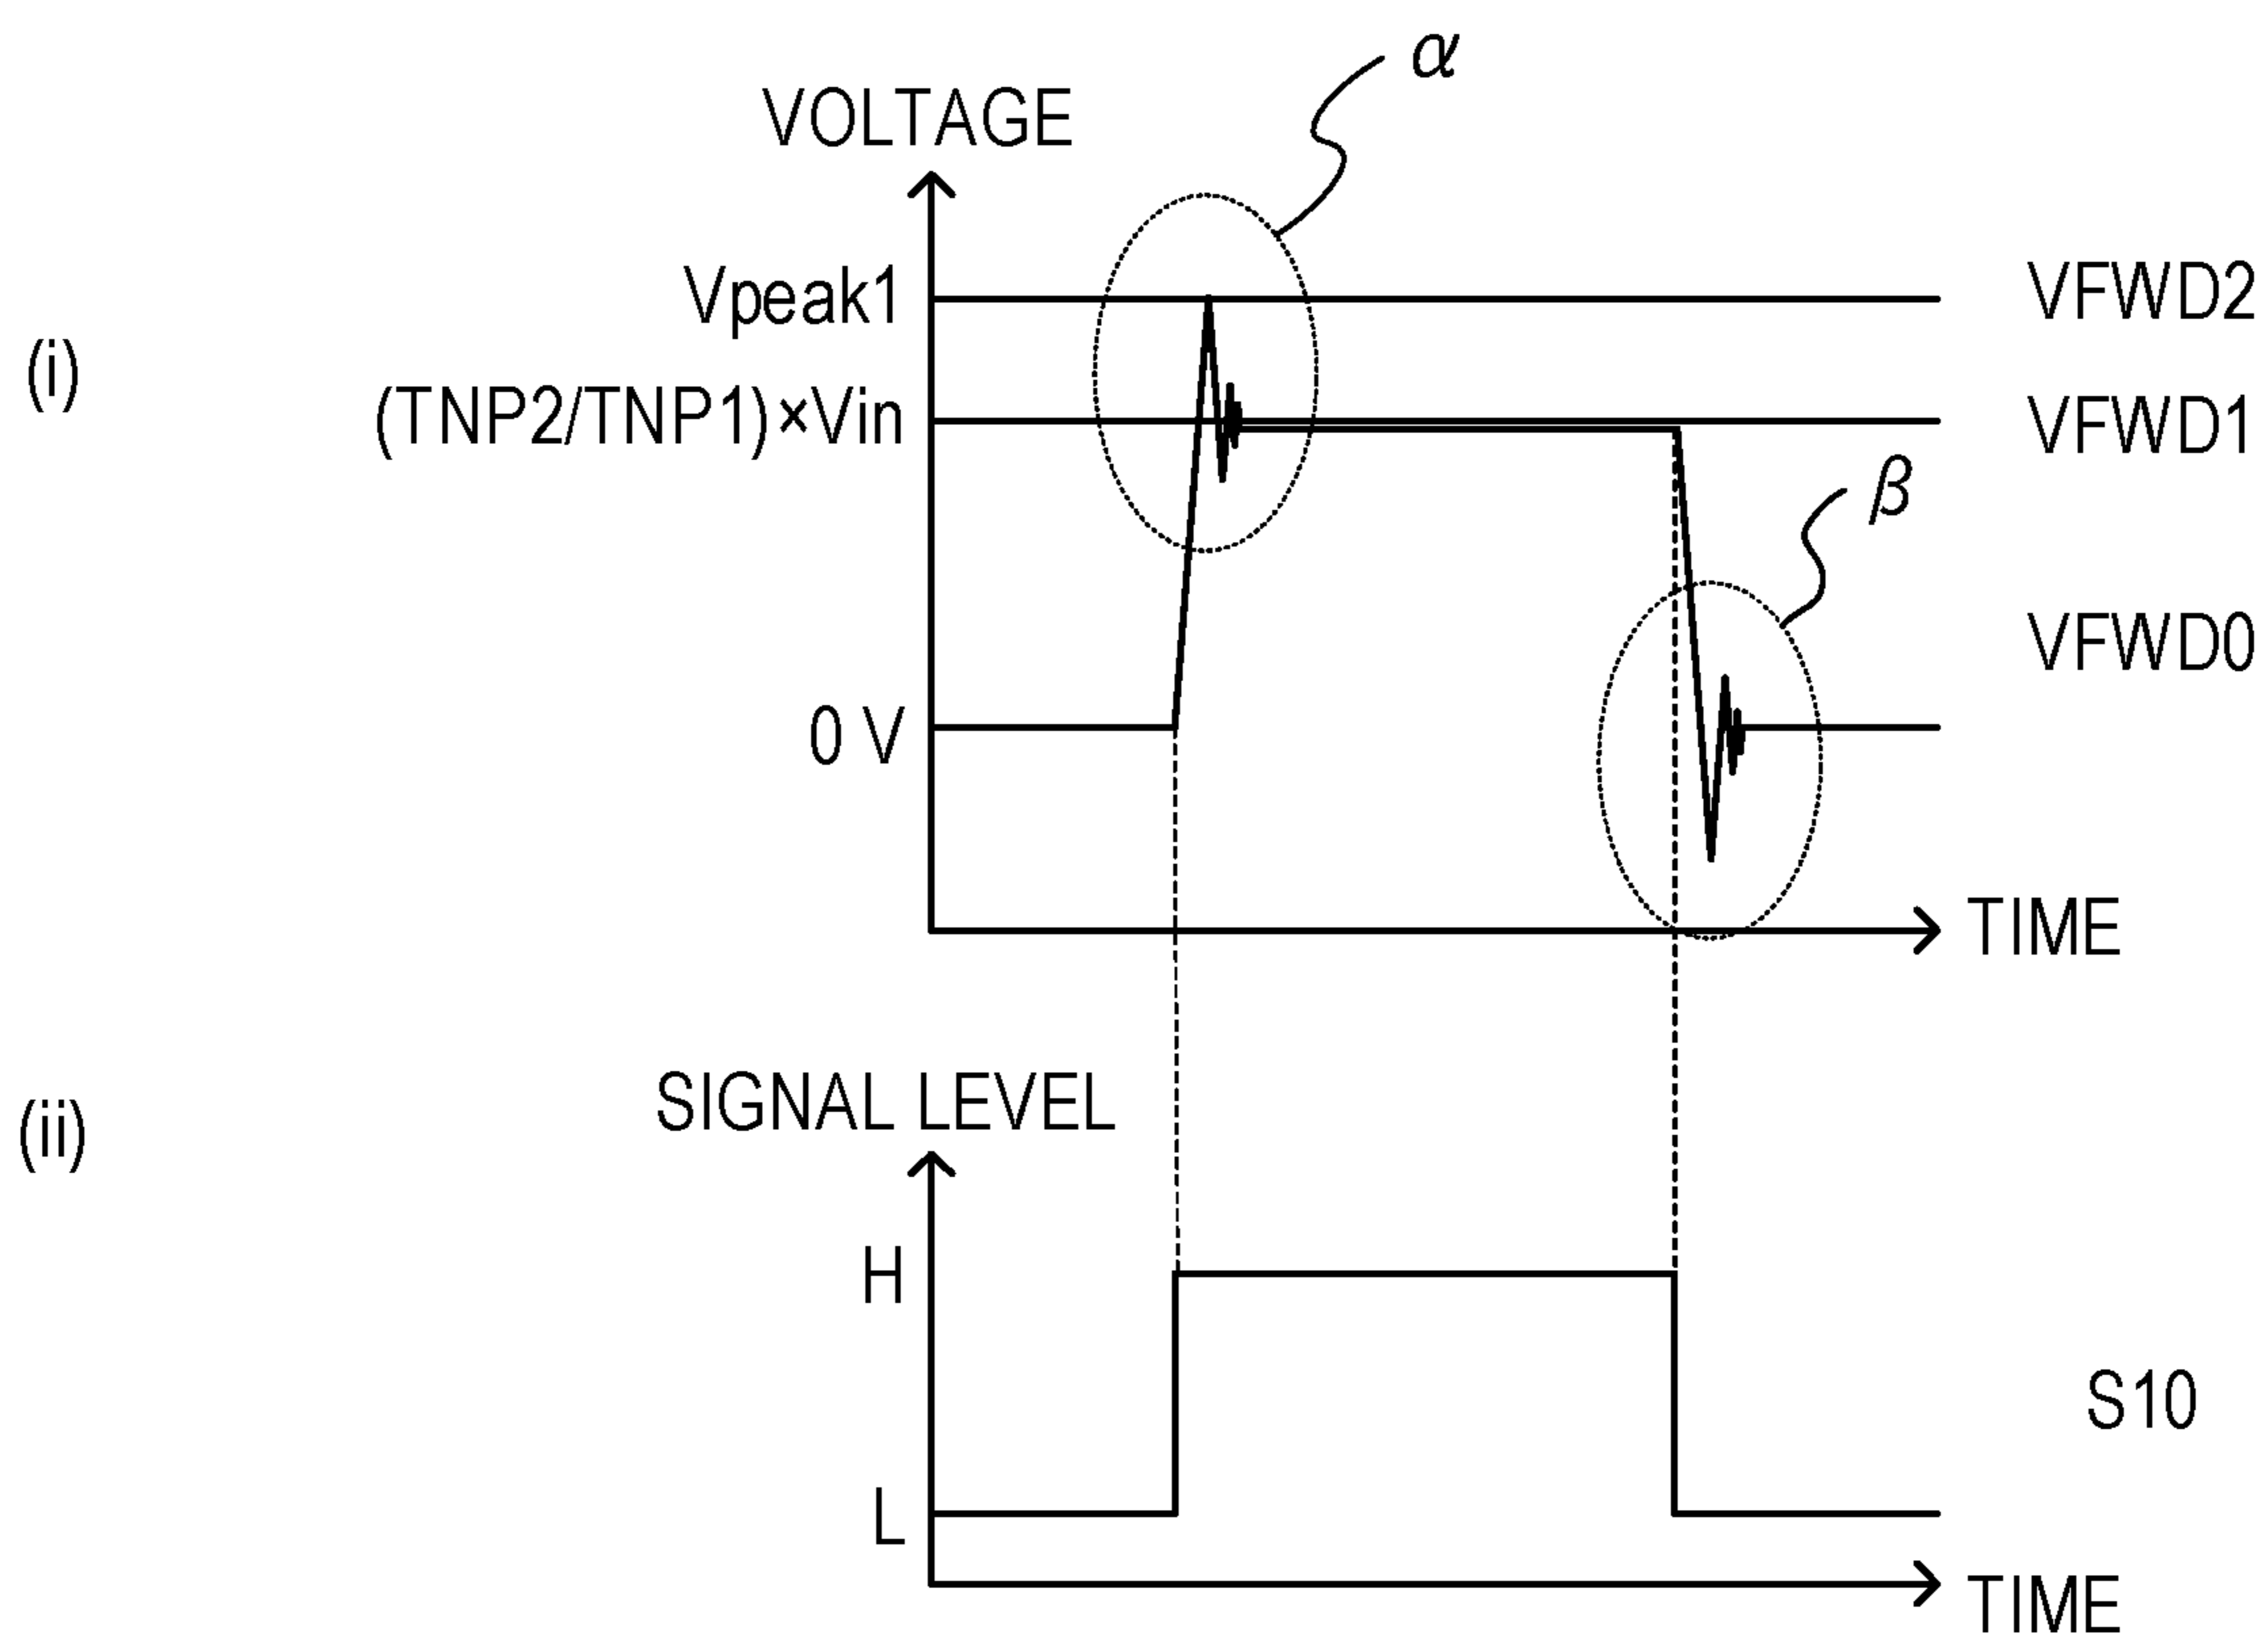 α
VOLTAGE
Vpeak1
VFWD2
(i)
(TNP2/TNP1)×Vin
VFWD1
β
VFWD0
0 V
TIME
SIGNAL LEVEL
(ii)
H
S10
L
TIME